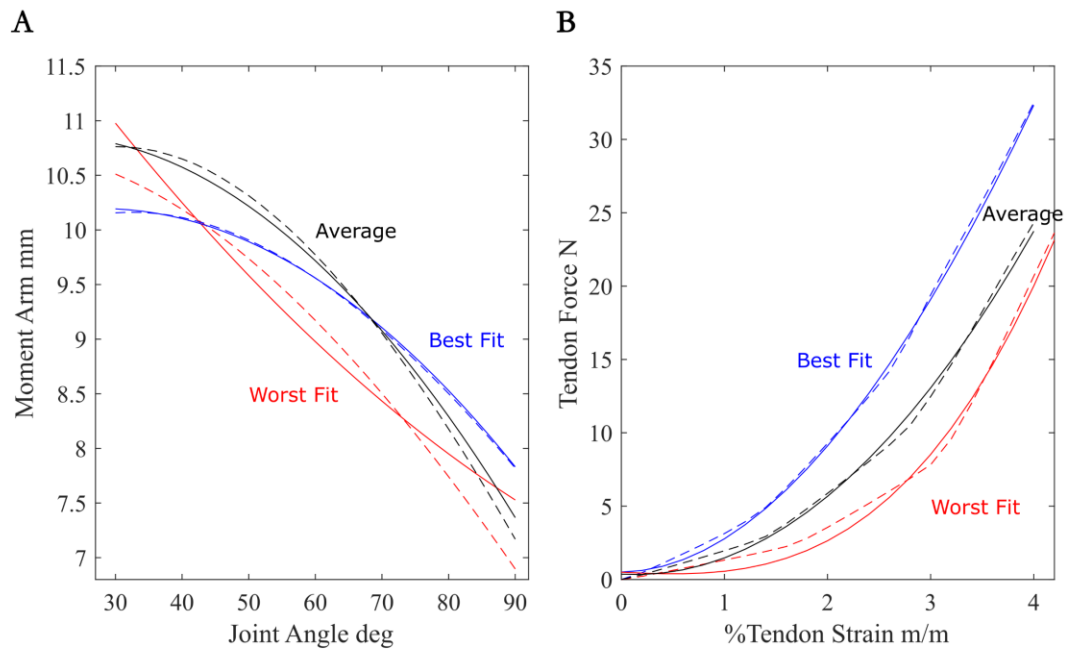 A
11.5
11
10.5
10
9.5
9
8.5
8
7.5
7
Moment Arm mm
Average
Best Fit
Worst Fit
30 40 50 60 70 80 90
Joint Angle deg
B
35
30
25
20
15
10
5
0
Tendon Force N
Average
Best Fit
Worst Fit
0 1 2 3 4
%Tendon Strain m/m